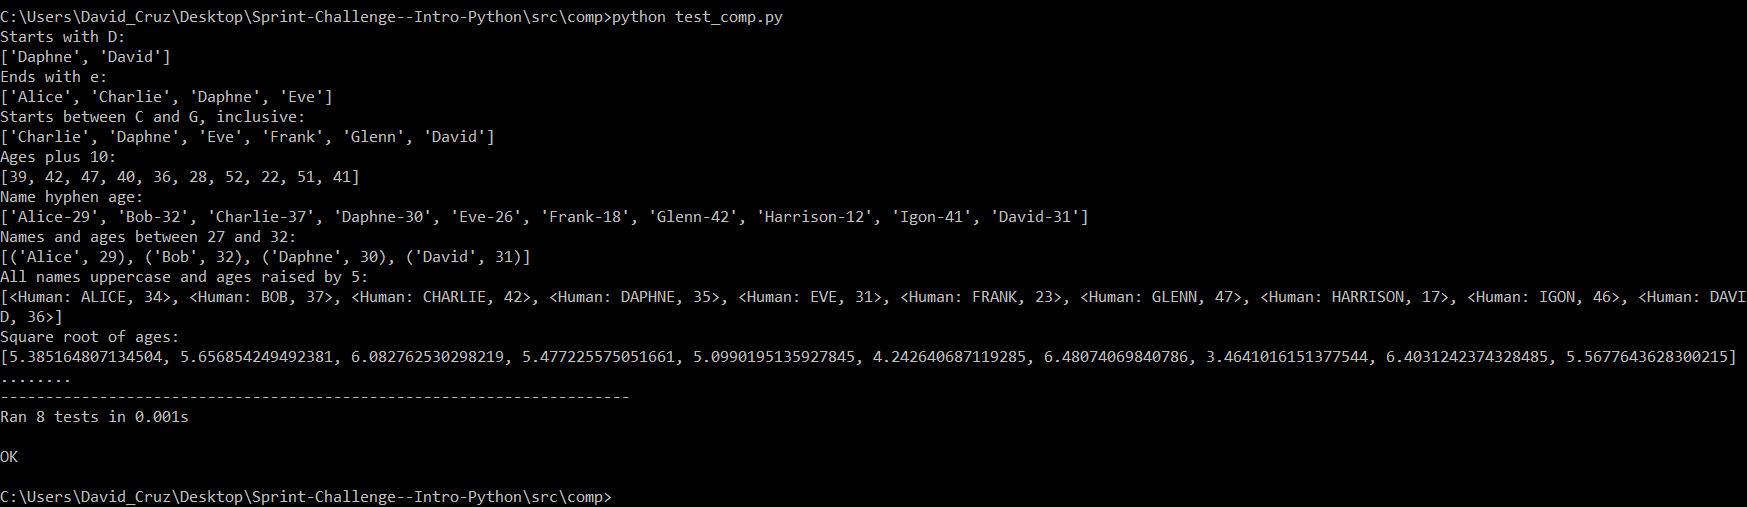 C:\Users\David_Cruz\Desktop\Sprint-Challenge--Intro-Python\src\comp>python test_comp.py
Starts with D:
['Daphne', 'David']
Ends with e:
['Alice', 'Charlie', 'Daphne', 'Eve']
Starts between C and G, inclusive:
['Charlie', 'Daphne', 'Eve', 'Frank', 'Glenn', 'David']
Ages plus 10:
[39, 42, 47, 40, 36, 28, 52, 22, 51, 41]
Name hyphen age:
['Alice-29', 'Bob-32', 'Charlie-37', 'Daphne-30', 'Eve-26', 'Frank-18', 'Glenn-42', 'Harrison-12', 'Igon-41', 'David-31']
Names and ages between 27 and 32:
[('Alice', 29), ('Bob', 32), ('Daphne', 30), ('David', 31)]
All names uppercase and ages raised by 5:
[<Human: ALICE, 34>, <Human: BOB, 37>, <Human: CHARLIE, 42>, <Human: DAPHNE, 35>, <Human: EVE, 31>, <Human: FRANK, 23>, <Human: GLENN, 47>, <Human: HARRISON, 17>, <Human: IGON, 46>, <Human: DAVI
D, 36>]
Square root of ages:
[5.385164807134504, 5.656854249492381, 6.082762530298219, 5.477225575051661, 5.0990195135927845, 4.242640687119285, 6.48074069840786, 3.4641016151377544, 6.4031242374328485, 5.5677643628300215]
........
----------------------------------------------------------------------
Ran 8 tests in 0.001s
OK
C:\Users\David_Cruz\Desktop\Sprint-Challenge--Intro-Python\src\comp>